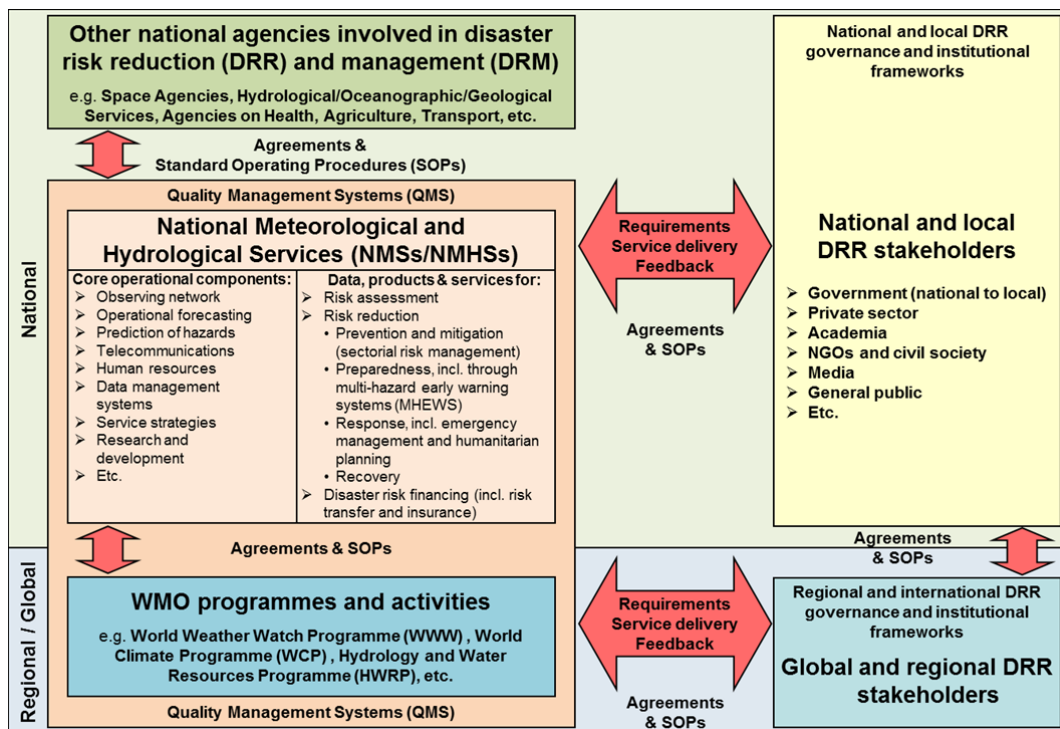 Other national agencies involved in disaster
risk reduction (DRR) and management (DRM)
e.g. Space Agencies, Hydrological/Oceanographic/Geological
Services, Agencies on Health, Agriculture, Transport, etc.
Agreements &
Standard Operating Procedures (SOPs)
National
Quality Management Systems (QMS)
National Meteorological and
Hydrological Services (NMSs/NMHSs)
Core operational components:
➢ Observing network
➢ Operational forecasting
➢ Prediction of hazards
➢ Telecommunications
➢ Human resources
➢ Data management
systems
➢ Service strategies
➢ Research and
development
➢ Etc.
Data, products & services for:
➢ Risk assessment
➢ Risk reduction
• Prevention and mitigation
(sectorial risk management)
• Preparedness, incl. through
multi-hazard early warning
systems (MHEWS)
• Response, incl. emergency
management and humanitarian
planning
• Recovery
➢ Disaster risk financing (incl. risk
transfer and insurance)
Requirements
Service delivery
Feedback
Agreements
& SOPs
National and local DRR
governance and institutional
frameworks
National and local
DRR stakeholders
➢ Government (national to local)
➢ Private sector
➢ Academia
➢ NGOs and civil society
➢ Media
➢ General public
➢ Etc.
Agreements & SOPs
Agreements
& SOPs
Regional / Global
WMO programmes and activities
e.g. World Weather Watch Programme (WWW) , World
Climate Programme (WCP) , Hydrology and Water
Resources Programme (HWRP), etc.
Quality Management Systems (QMS)
Requirements
Service delivery
Feedback
Agreements
& SOPs
Regional and international DRR
governance and institutional
frameworks
Global and regional DRR
stakeholders